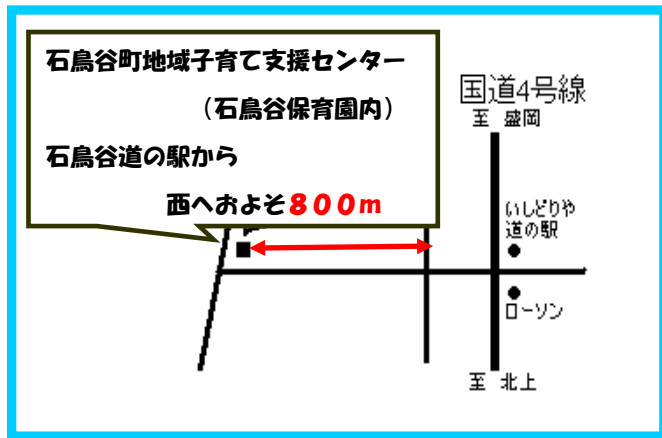 石鳥谷町地域子育て支援センター
（石鳥谷保育園内）
石鳥谷道の駅から
西へおよそ８００ｍ
国道4号線
至 盛岡
いしどりや
道の駅
ローソン
至 北上